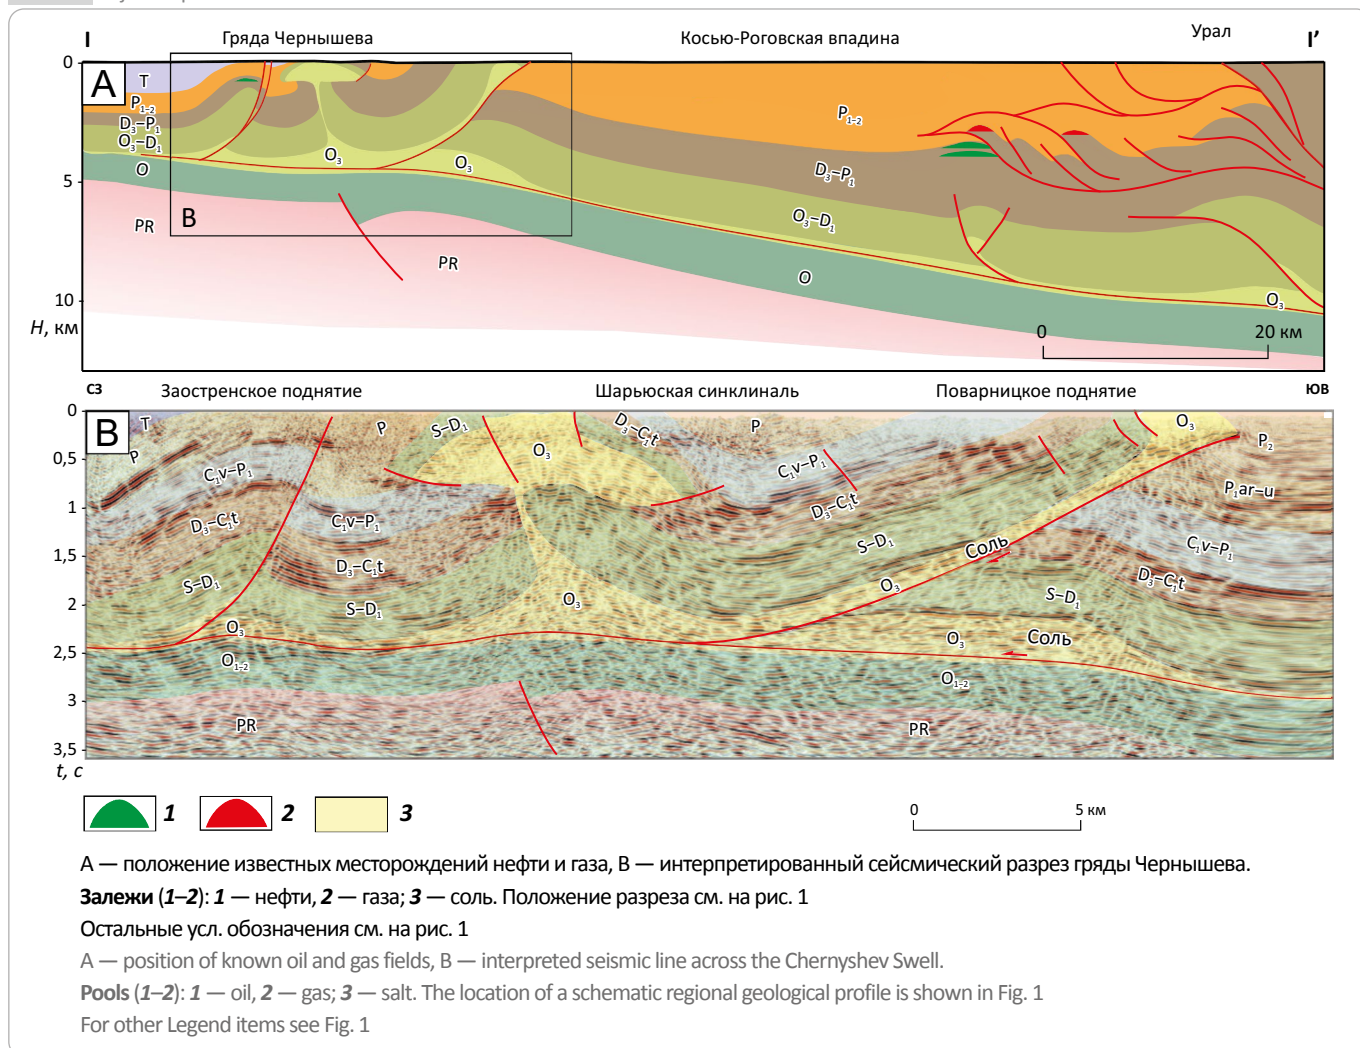 I Гряда Чернышева Косью-Роговская впадина Урал I’
0
A
T
P₁₋₂
P₁₋₂
D₃–P₁
O₃–D₁
O₃
O₃
O
D₃–P₁
5
B
O₃–D₁
PR
PR
O
10
O₃
H, км
0 20 км
СЗ Заостренское поднятие Шарьюская синклиналь Поварницкое поднятие ЮВ
0
B
T
P
S–D₁
D₃–C₁t
P
O₃
O₃
P₂
P
0,5
C₁v–P₁
C₁v–P₁
P₁ar–u
1
D₃–C₁t
C₁v–P₁
D₃–C₁t
1,5
D₃–C₁t
S–D₁
Соль
C₁v–P₁
S–D₁
O₃
D₃–C₁t
2
S–D₁
O₃
S–D₁
O₃
O₃
Соль
2,5
O₁₋₂
O₁₋₂
3
PR
PR
3,5
t, с
1 2 3
0 5 км
А — положение известных месторождений нефти и газа, В — интерпретированный сейсмический разрез гряды Чернышева.
Залежи (1–2): 1 — нефти, 2 — газа; 3 — соль. Положение разреза см. на рис. 1
Остальные усл. обозначения см. на рис. 1
A — position of known oil and gas fields, B — interpreted seismic line across the Chernyshev Swell.
Pools (1–2): 1 — oil, 2 — gas; 3 — salt. The location of a schematic regional geological profile is shown in Fig. 1
For other Legend items see Fig. 1